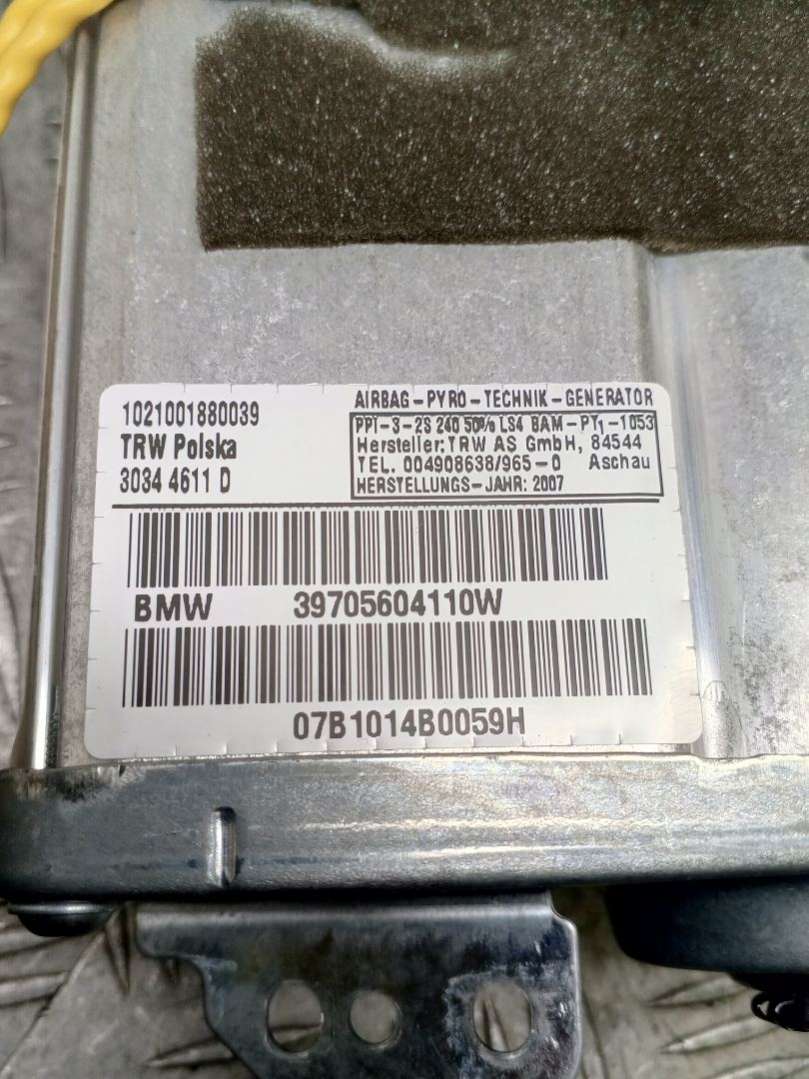 1021001880039
TRW Polska
3034 4611 D
AIRBAG-PYRO-TECHNIK-GENERATOR
PPT-3-2S 240 50% LS4 BAM-PT1-1053
Hersteller: TRW AS GmbH, 84544
TEL. 004908638/965-0 Aschau
HERSTELLUNGS-JAHR: 2007
BMW 39705604110W
07B1014B0059H